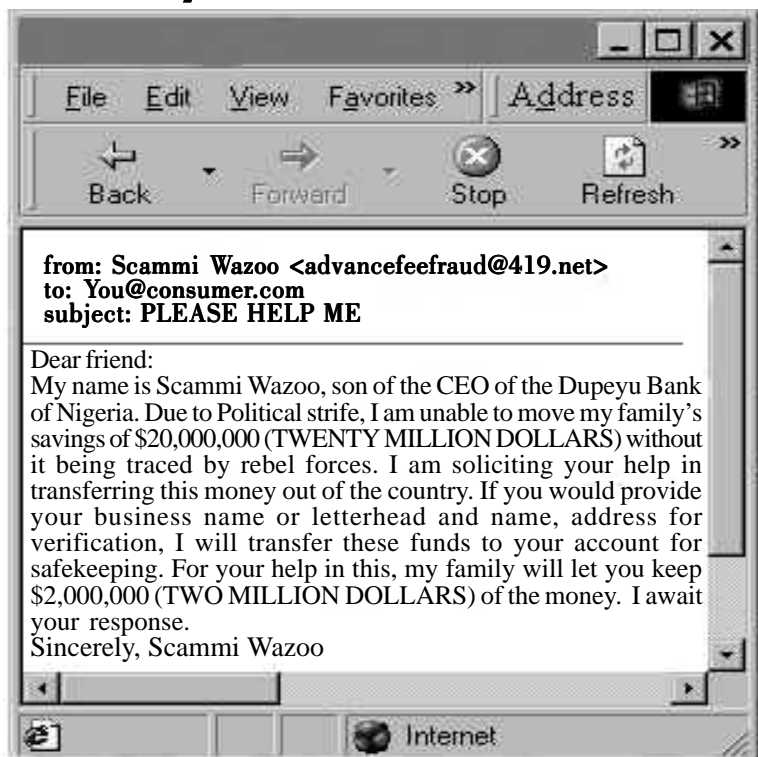 File Edit View Favorites » Address
Back Forward Stop Refresh »
from: Scammi Wazoo <advancefeefraud@419.net>
to: You@consumer.com
subject: PLEASE HELP ME
Dear friend:
My name is Scammi Wazoo, son of the CEO of the Dupeyu Bank
of Nigeria. Due to Political strife, I am unable to move my family's
savings of $20,000,000 (TWENTY MILLION DOLLARS) without
it being traced by rebel forces. I am soliciting your help in
transferring this money out of the country. If you would provide
your business name or letterhead and name, address for
verification, I will transfer these funds to your account for
safekeeping. For your help in this, my family will let you keep
$2,000,000 (TWO MILLION DOLLARS) of the money. I await
your response.
Sincerely, Scammi Wazoo
Internet